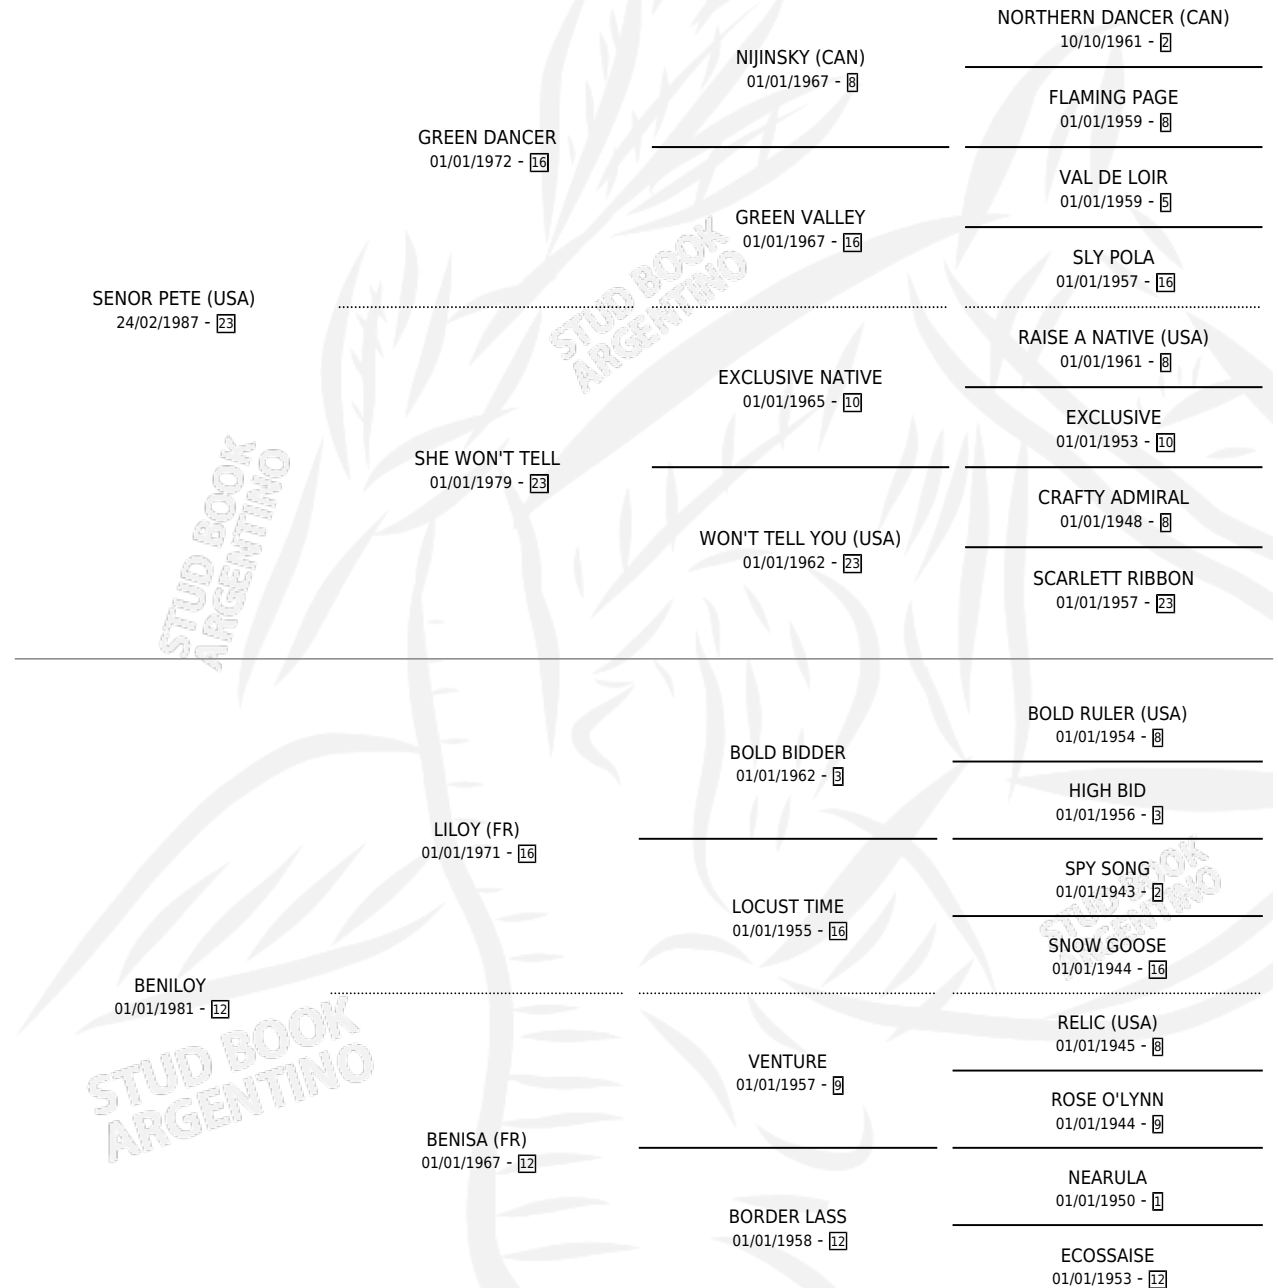 NORTHERN DANCER (CAN)
10/10/1961 - 2
NIJINSKY (CAN)
01/01/1967 - 8
FLAMING PAGE
01/01/1959 - 8
GREEN DANCER
01/01/1972 - 16
VAL DE LOIR
01/01/1959 - 5
GREEN VALLEY
01/01/1967 - 16
SLY POLA
01/01/1957 - 16
SENOR PETE (USA)
24/02/1987 - 23
RAISE A NATIVE (USA)
01/01/1961 - 8
EXCLUSIVE NATIVE
01/01/1965 - 10
EXCLUSIVE
01/01/1953 - 10
SHE WON'T TELL
01/01/1979 - 23
CRAFTY ADMIRAL
01/01/1948 - 8
WON'T TELL YOU (USA)
01/01/1962 - 23
SCARLETT RIBBON
01/01/1957 - 23
BOLD RULER (USA)
01/01/1954 - 8
BOLD BIDDER
01/01/1962 - 3
HIGH BID
01/01/1956 - 3
LILOY (FR)
01/01/1971 - 16
SPY SONG
01/01/1943 - 2
LOCUST TIME
01/01/1955 - 16
SNOW GOOSE
01/01/1944 - 16
BENILOY
01/01/1981 - 12
RELIC (USA)
01/01/1945 - 8
VENTURE
01/01/1957 - 9
ROSE O'LYNN
01/01/1944 - 9
BENISA (FR)
01/01/1967 - 12
NEARULA
01/01/1950 - 1
BORDER LASS
01/01/1958 - 12
ECOSSAISE
01/01/1953 - 12
STUD BOOK
ARGENTINO
STUD BOOK
ARGENTINO
STUD BOOK
ARGENTINO
STUD BOOK
ARGENTINO